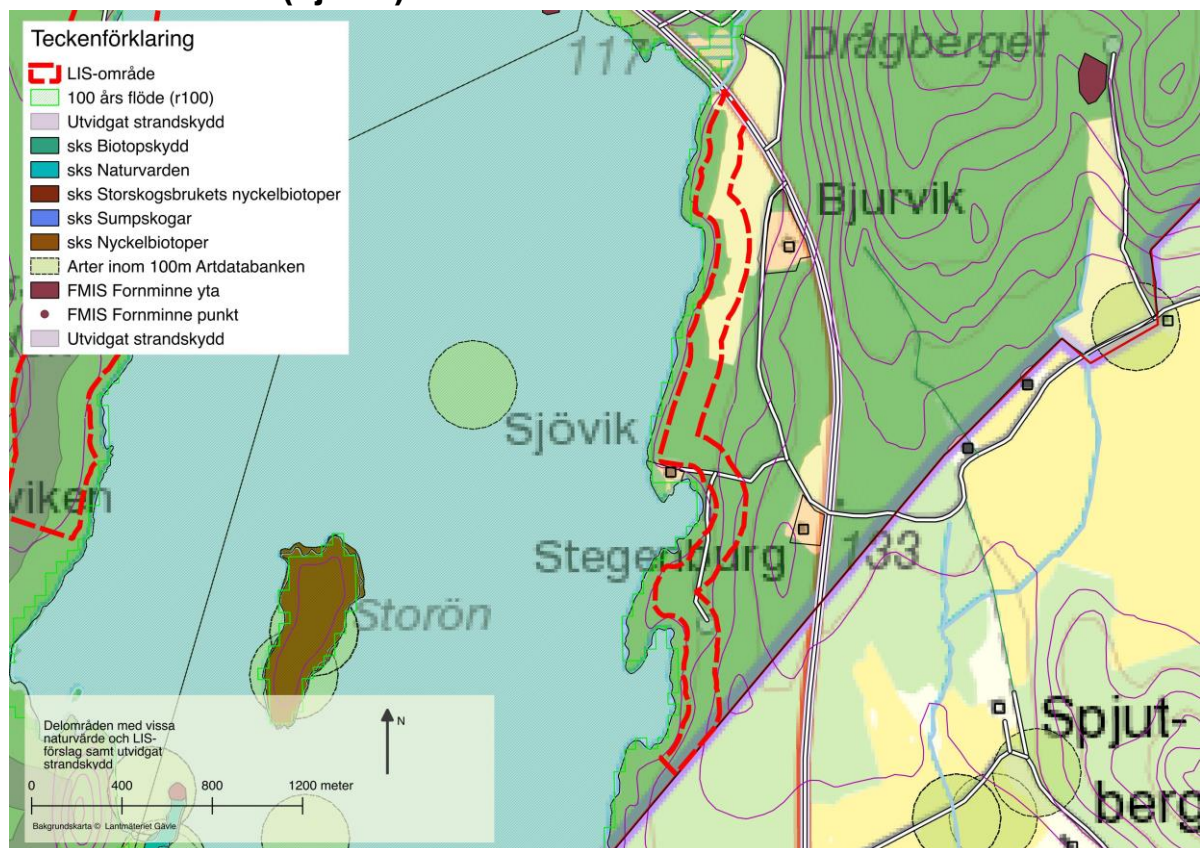 Teckenförklaring
LIS-område
100 års flöde (r100)
Utvidgat strandskydd
sks Biotopskydd
sks Naturvarden
sks Storskogsbrukets nyckelbiotoper
sks Sumpskogar
sks Nyckelbiotoper
Arter inom 100m Artdatabanken
FMIS Fornminne yta
FMIS Fornminne punkt
Utvidgat strandskydd
117
Drågberget
Bjurvik
Sjövik
viken
Stegenburg
133
Storön
Spjut-
berg
Delområden med vissa
naturvärde och LIS-
förslag samt utvidgat
strandskydd
N
0 400 800 1200 meter
Bakgrundskarta © Lantmäteriet Gävle